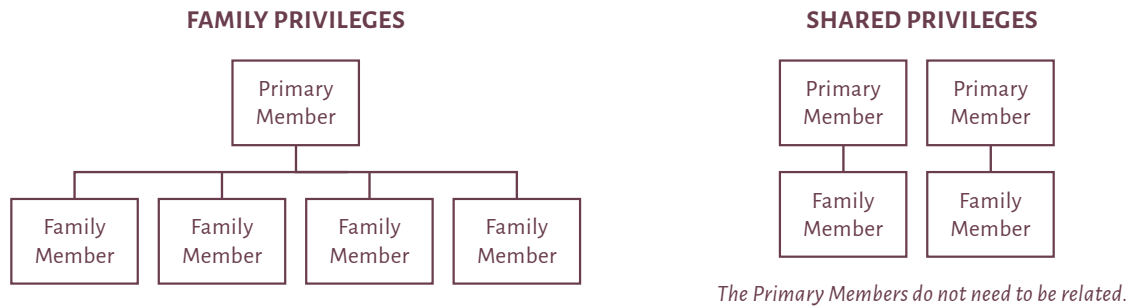 FAMILY PRIVILEGES
Primary
Member
Family
Member
Family
Member
Family
Member
Family
Member
SHARED PRIVILEGES
Primary
Member
Primary
Member
Family
Member
Family
Member
The Primary Members do not need to be related.